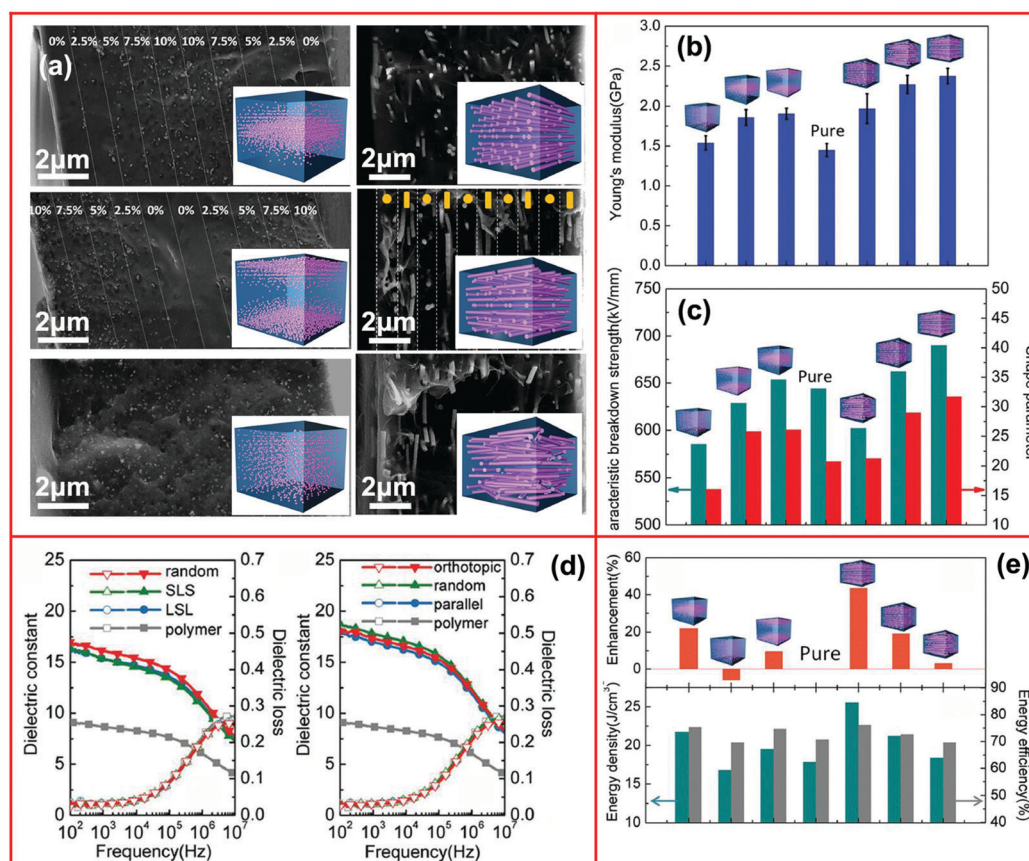 (a)
0% 2.5% 5% 7.5% 10% 10% 7.5% 5% 2.5% 0%
2μm
2μm
10% 7.5% 5% 2.5% 0% 0% 2.5% 5% 7.5% 10%
2μm
2μm
2μm
2μm
(b)
Young's modulus(GPa)
3.0
2.5
2.0
1.5
1.0
0.5
0.0
Pure
(c)
aracteristic breakdown strength(kV/mm)
750
700
650
600
550
500
Pure
50
45
40
35
30
25
20
15
10
(d)
Dielectric constant
25
20
15
10
5
0
random
SLS
LSL
polymer
0.7
0.6
0.5
0.4
0.3
0.2
0.1
0.0
Dielectric loss
10² 10³ 10⁴ 10⁵ 10⁶ 10⁷
Frequency(Hz)
Dielectric constant
25
20
15
10
5
0
orthotopic
random
parallel
polymer
0.7
0.6
0.5
0.4
0.3
0.2
0.1
0.0
Dielectric loss
10² 10³ 10⁴ 10⁵ 10⁶ 10⁷
Frequency(Hz)
(e)
Enhancement(%)
60
40
20
0
Pure
Energy density(J/cm³
25
20
15
10
90
80
70
60
50
40
Energy efficiency(%)